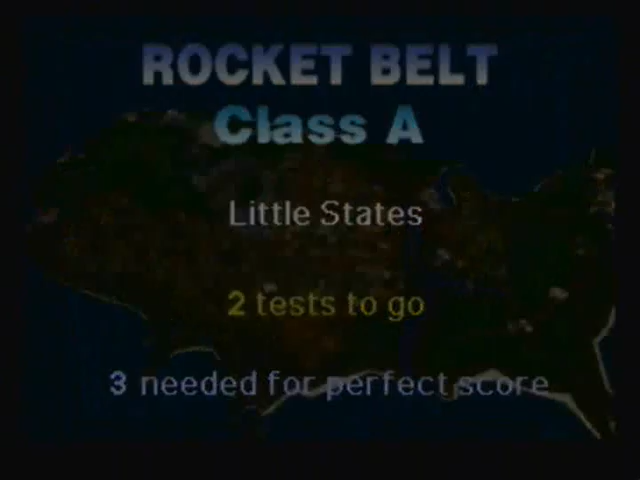 ROCKET BELT
Class A
Little States
2 tests to go
3 needed for perfect score